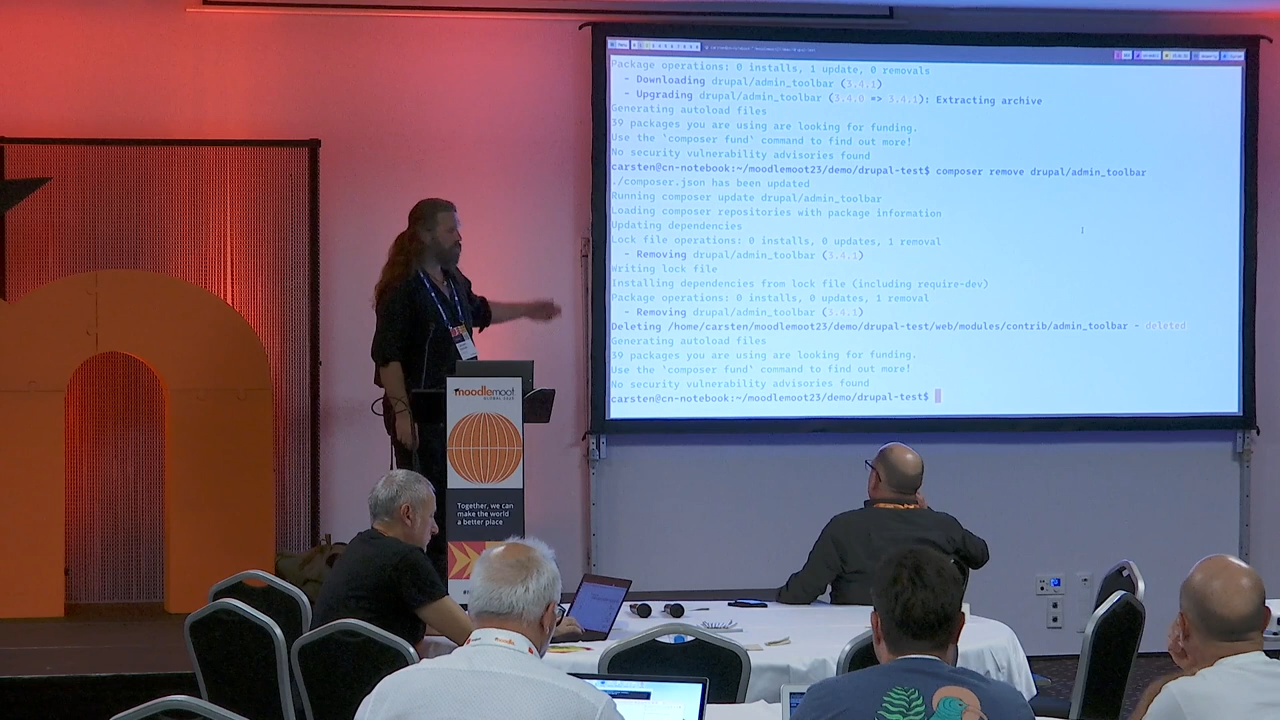 Package operations: 0 installs, 1 update, 0 removals
- Downloading drupal/admin_toolbar (3.4.1)
- Upgrading drupal/admin_toolbar (3.4.0 => 3.4.1): Extracting archive
Generating autoload files
39 packages you are using are looking for funding.
Use the `composer fund` command to find out more!
No security vulnerability advisories found
carsten@cn-notebook:~/moodlemoot23/demo/drupal-test$ composer remove drupal/admin_toolbar
./composer.json has been updated
Running composer update drupal/admin_toolbar
Loading composer repositories with package information
Updating dependencies
Lock file operations: 0 installs, 0 updates, 1 removal
- Removing drupal/admin_toolbar (3.4.1)
Writing lock file
Installing dependencies from lock file (including require-dev)
Package operations: 0 installs, 0 updates, 1 removal
- Removing drupal/admin_toolbar (3.4.1)
Deleting /home/carsten/moodlemoot23/demo/drupal-test/web/modules/contrib/admin_toolbar - deleted
Generating autoload files
39 packages you are using are looking for funding.
Use the `composer fund` command to find out more!
No security vulnerability advisories found
carsten@cn-notebook:~/moodlemoot23/demo/drupal-test$
moodlemoot
GLOBAL 2023
Together, we can
make the world
a better place